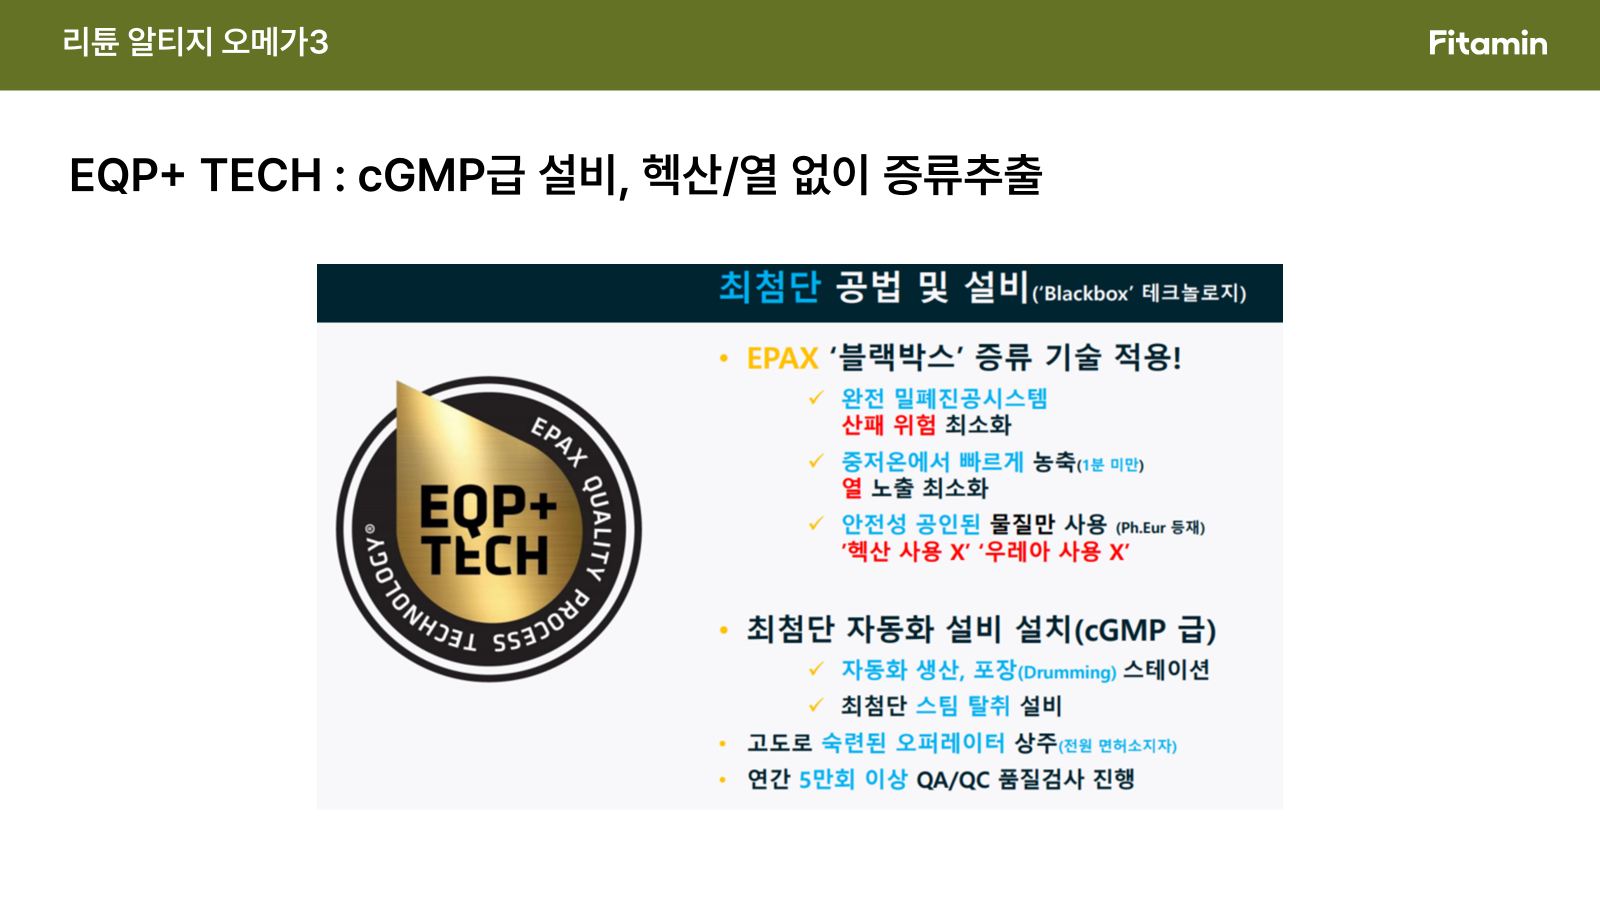 리튠 알티지 오메가3
Fitamin
EQP+ TECH : cGMP급 설비, 헥산/열 없이 증류추출
최첨단 공법 및 설비('Blackbox' 테크놀로지)
EPAX QUALITY PROCESS TECHNOLOGY®
EQP+
TECH
• EPAX ‘블랙박스’ 증류 기술 적용!
✓ 완전 밀폐진공시스템
산패 위험 최소화
✓ 중저온에서 빠르게 농축(1분 미만)
열 노출 최소화
✓ 안전성 공인된 물질만 사용 (Ph.Eur 등재)
‘헥산 사용 X’ ‘우레아 사용 X’
• 최첨단 자동화 설비 설치(cGMP 급)
✓ 자동화 생산, 포장(Drumming) 스테이션
✓ 최첨단 스팀 탈취 설비
• 고도로 숙련된 오퍼레이터 상주(전원 면허소지자)
• 연간 5만회 이상 QA/QC 품질검사 진행